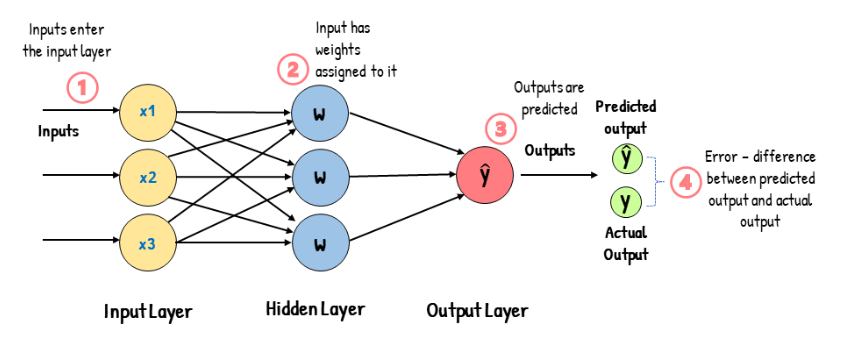 Inputs enter
the input layer
1
Inputs
x1
x2
x3
Input Layer
Input has
weights
assigned to it
2
w
w
w
Hidden Layer
Outputs are
predicted
3
ŷ
Outputs
Output Layer
Predicted
output
ŷ
y
Actual
Output
4
Error - difference
between predicted
output and actual
output